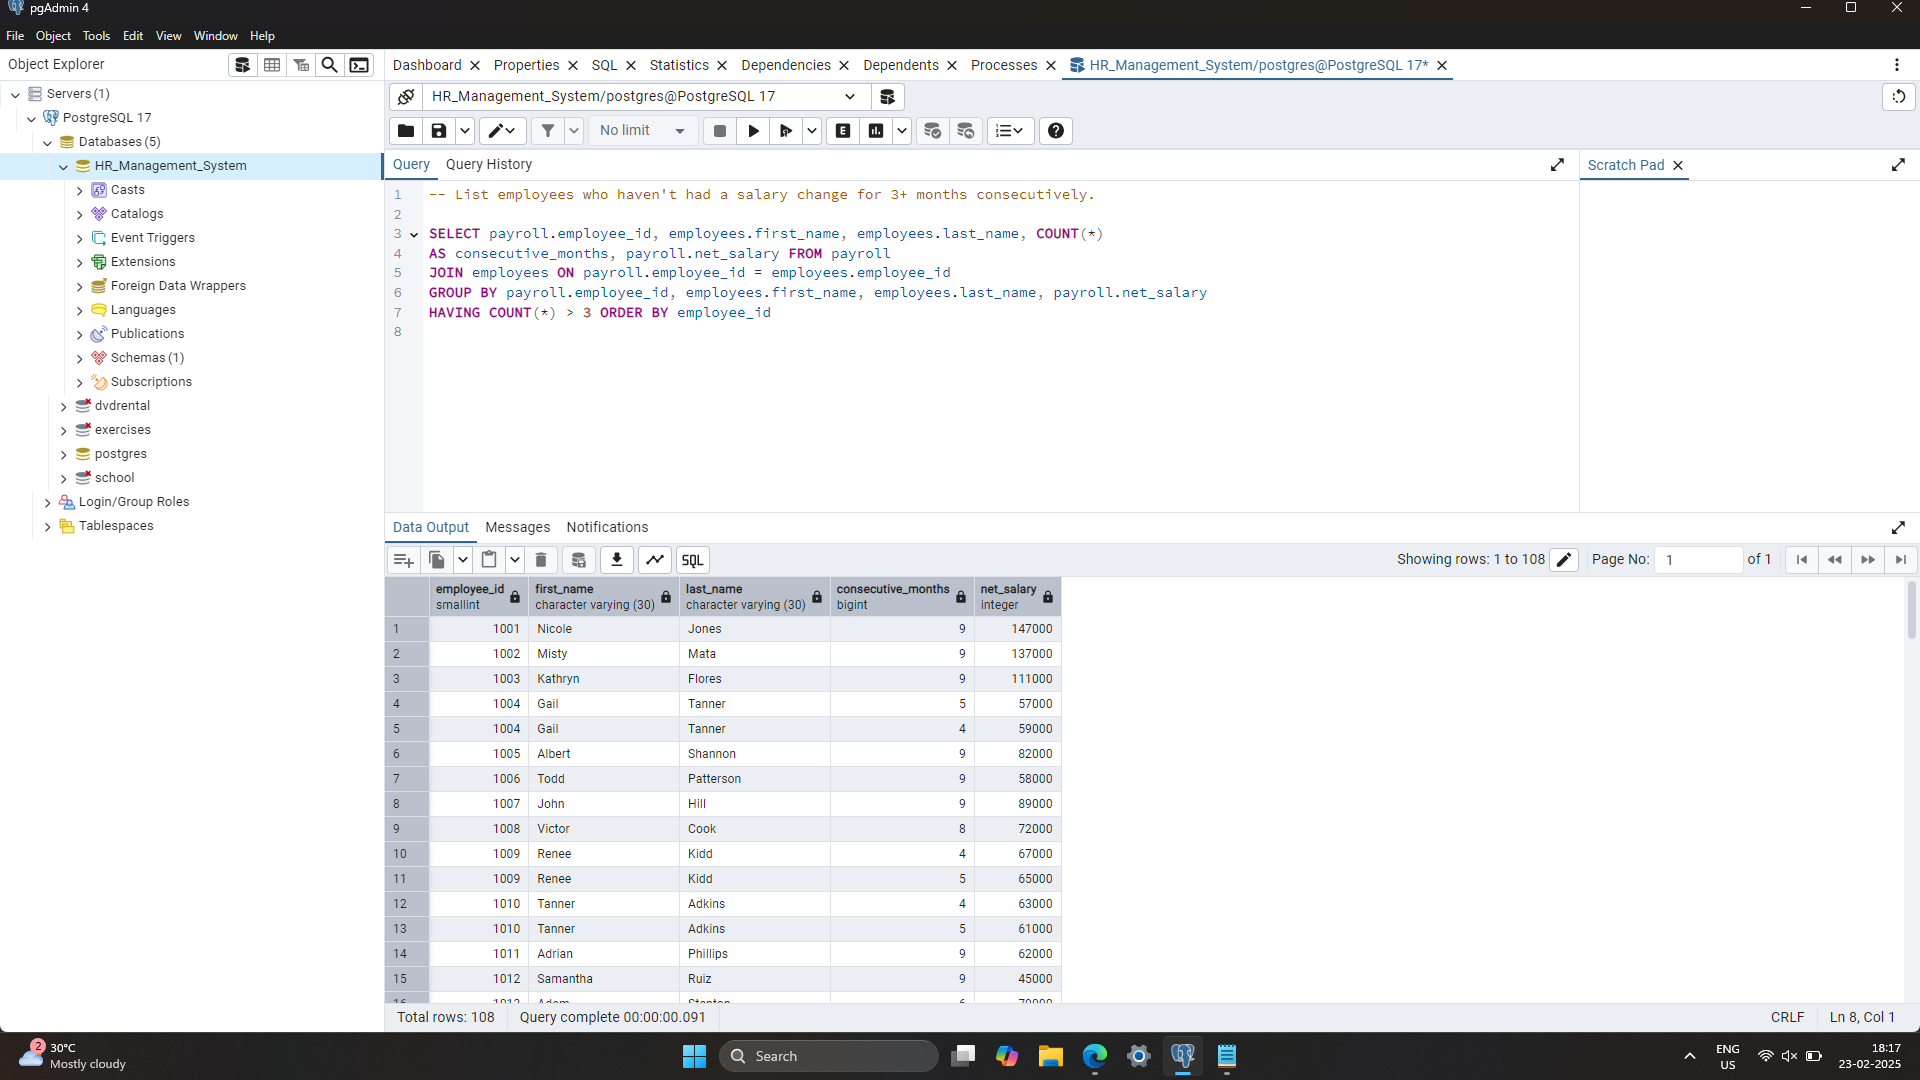 pgAdmin 4
File Object Tools Edit View Window Help
Object Explorer
Servers (1)
PostgreSQL 17
Databases (5)
HR_Management_System
Casts
Catalogs
Event Triggers
Extensions
Foreign Data Wrappers
Languages
Publications
Schemas (1)
Subscriptions
dvdrental
exercises
postgres
school
Login/Group Roles
Tablespaces
Dashboard Properties SQL Statistics Dependencies Dependents Processes HR_Management_System/postgres@PostgreSQL 17*
HR_Management_System/postgres@PostgreSQL 17
No limit
E
Query Query History
Scratch Pad
1 -- List employees who haven't had a salary change for 3+ months consecutively.
2
3 SELECT payroll.employee_id, employees.first_name, employees.last_name, COUNT(*)
4 AS consecutive_months, payroll.net_salary FROM payroll
5 JOIN employees ON payroll.employee_id = employees.employee_id
6 GROUP BY payroll.employee_id, employees.first_name, employees.last_name, payroll.net_salary
7 HAVING COUNT(*) > 3 ORDER BY employee_id
8
Data Output Messages Notifications
SQL
Showing rows: 1 to 108 Page No: 1 of 1
employee_id first_name last_name consecutive_months net_salary
smallint character varying (30) character varying (30) bigint integer
1 1001 Nicole Jones 9 147000
2 1002 Misty Mata 9 137000
3 1003 Kathryn Flores 9 111000
4 1004 Gail Tanner 5 57000
5 1004 Gail Tanner 4 59000
6 1005 Albert Shannon 9 82000
7 1006 Todd Patterson 9 58000
8 1007 John Hill 9 89000
9 1008 Victor Cook 8 72000
10 1009 Renee Kidd 4 67000
11 1009 Renee Kidd 5 65000
12 1010 Tanner Adkins 4 63000
13 1010 Tanner Adkins 5 61000
14 1011 Adrian Phillips 9 62000
15 1012 Samantha Ruiz 9 45000
Total rows: 108 Query complete 00:00:00.091
CRLF Ln 8, Col 1
2
30°C
Mostly cloudy
Search
ENG
US
18:17
23-02-2025